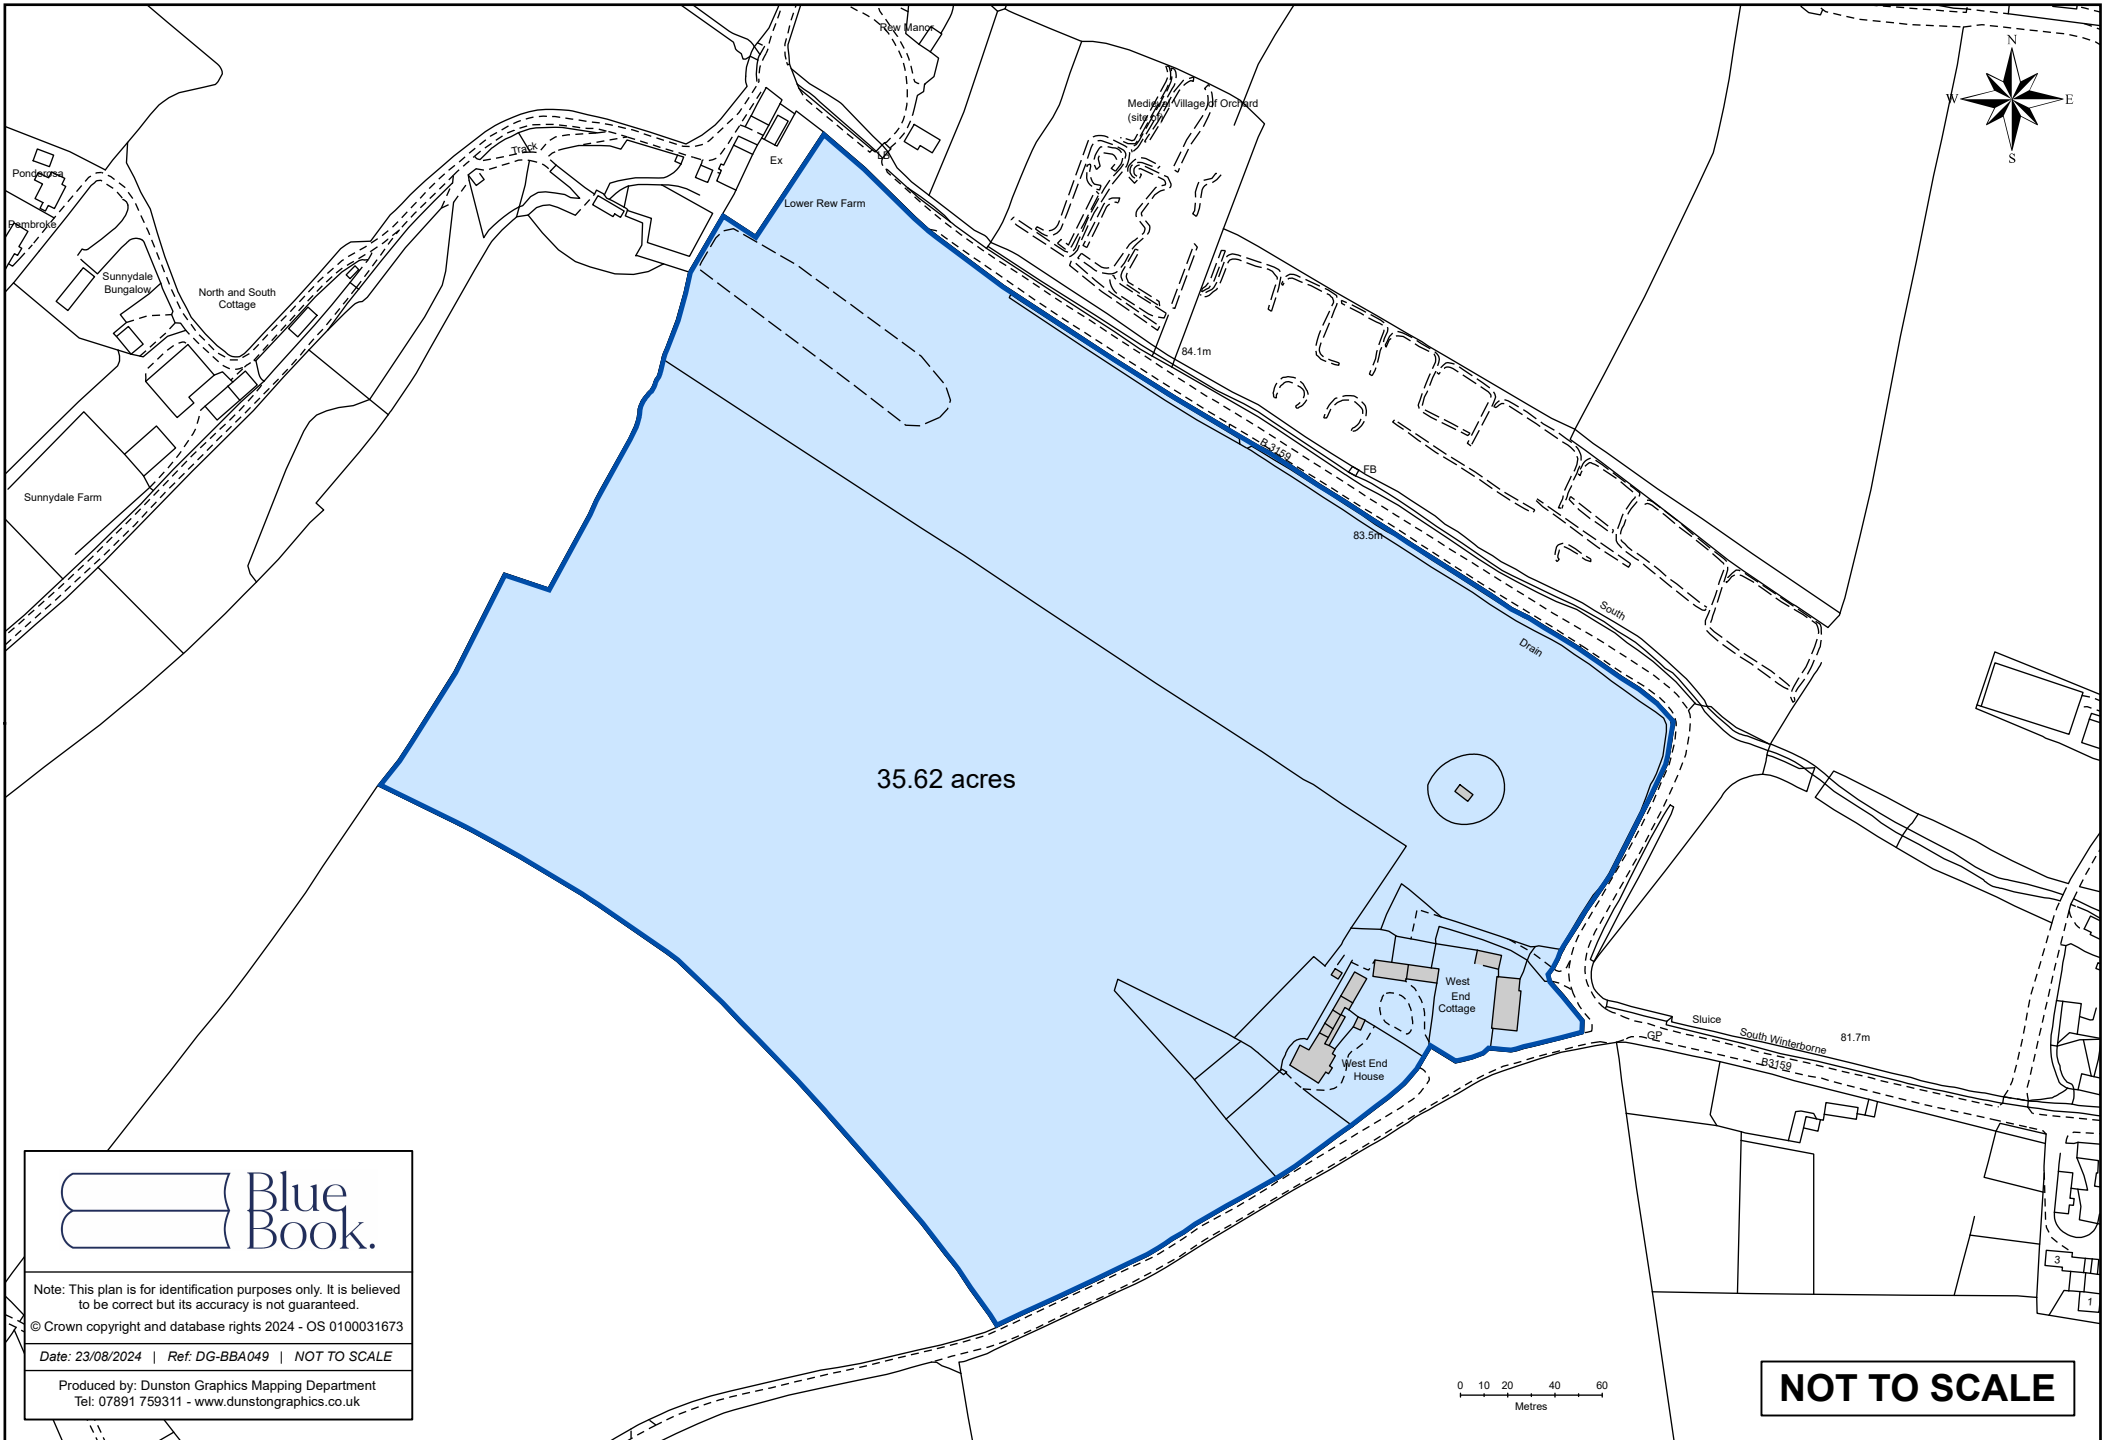 Rew Manor
N
W
E
S
Medieval Village of Orchard
(site of)
Track
Ex
LB
Ponderosa
Lower Rew Farm
Pembroke
Sunnydale
Bungalow
North and South
Cottage
84.1m
B 3159
FB
Sunnydale Farm
83.5m
South
Drain
35.62 acres
West
End
Cottage
Sluice
South Winterborne
81.7m
GP
B3159
West End
House
Blue
Book.
3
1
Note: This plan is for identification purposes only. It is believed
to be correct but its accuracy is not guaranteed.
© Crown copyright and database rights 2024 - OS 0100031673
Date: 23/08/2024 | Ref: DG-BBA049 | NOT TO SCALE
Produced by: Dunston Graphics Mapping Department
Tel: 07891 759311 - www.dunstongraphics.co.uk
0 10 20 40 60
Metres
NOT TO SCALE